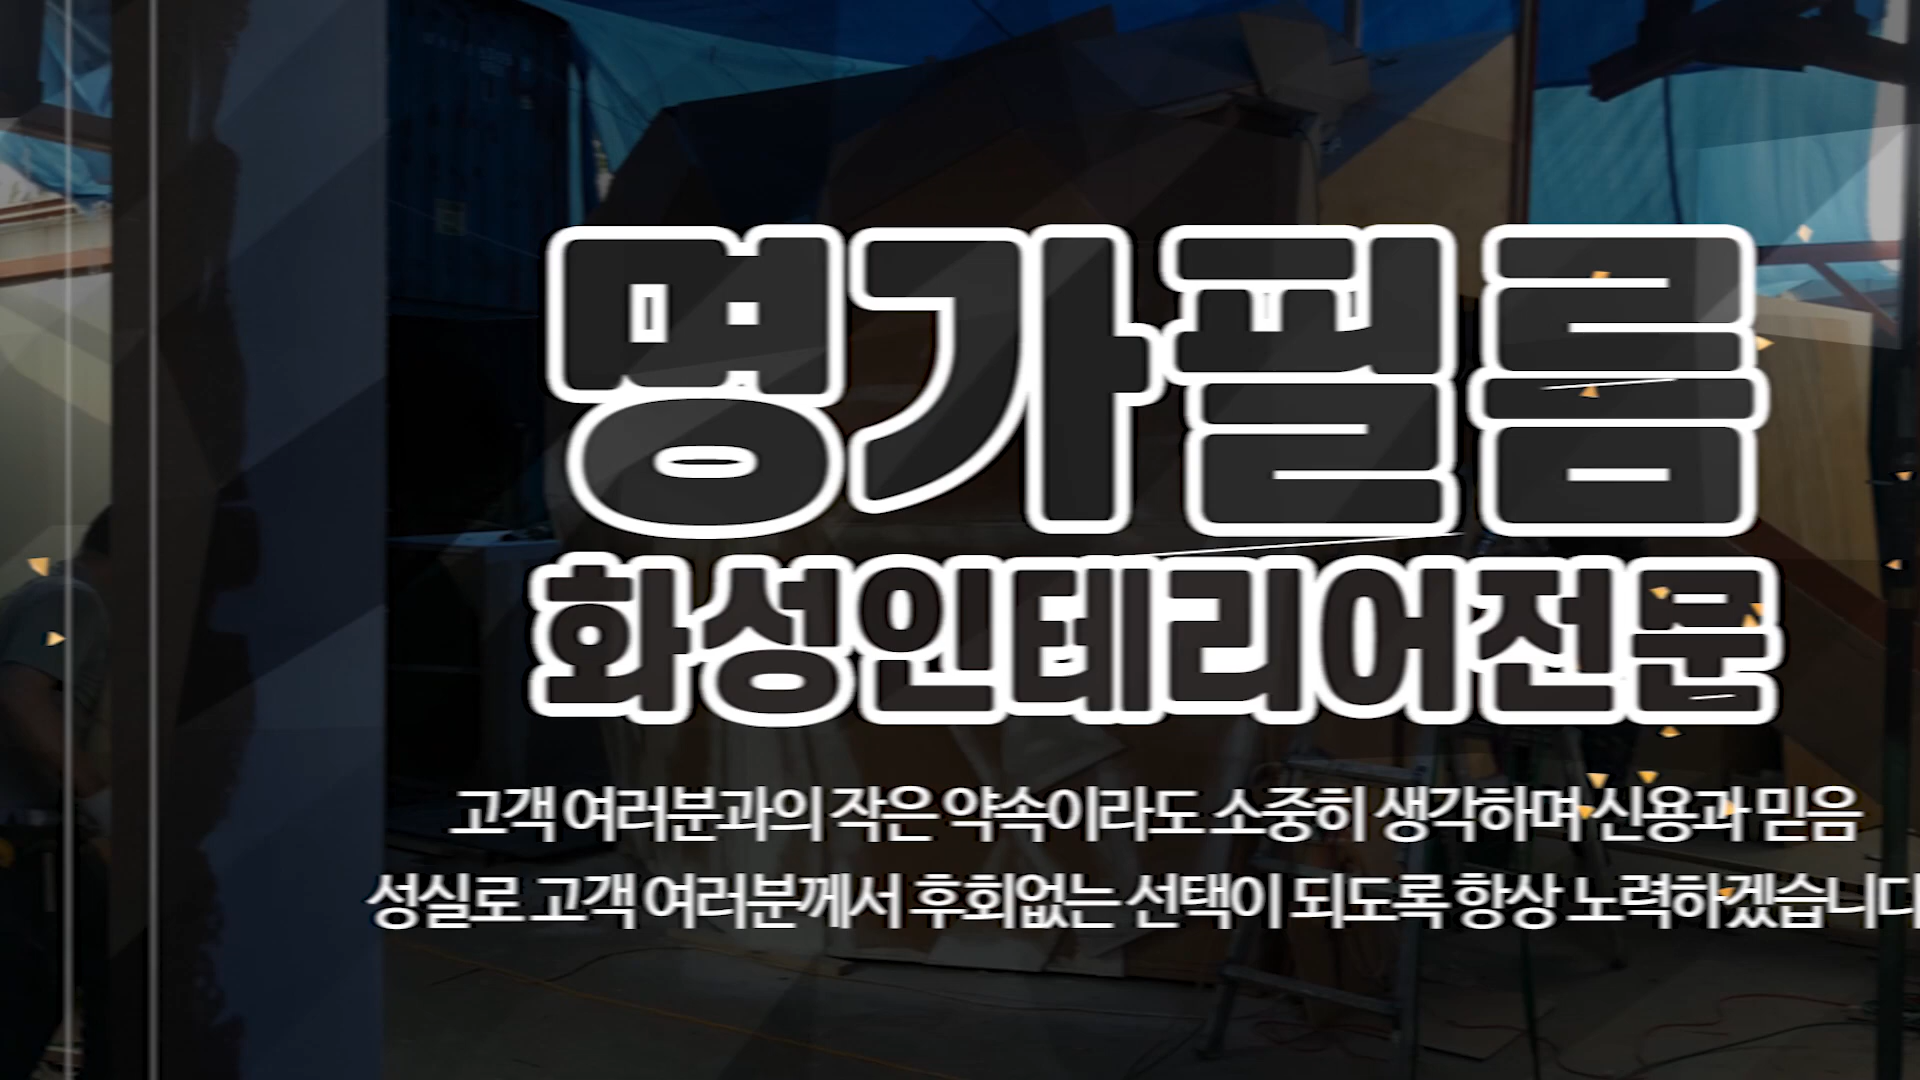 명가필름
화성인테리어전문
고객 여러분과의 작은 약속이라도 소중히 생각하며 신용과 믿음
성실로 고객 여러분께서 후회없는 선택이 되도록 항상 노력하겠습니다